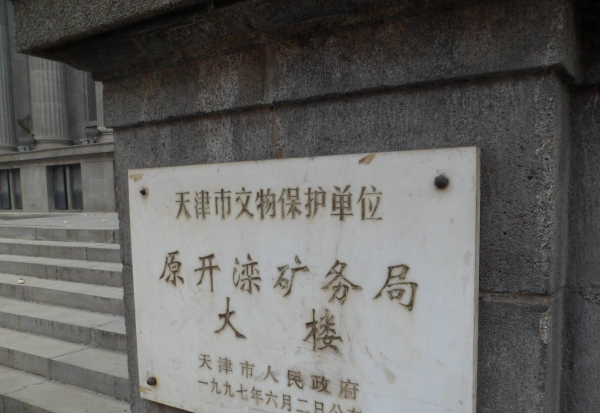 天津市文物保护单位
原开滦矿务局
大楼
天津市人民政府
一九九七年六月二日公布